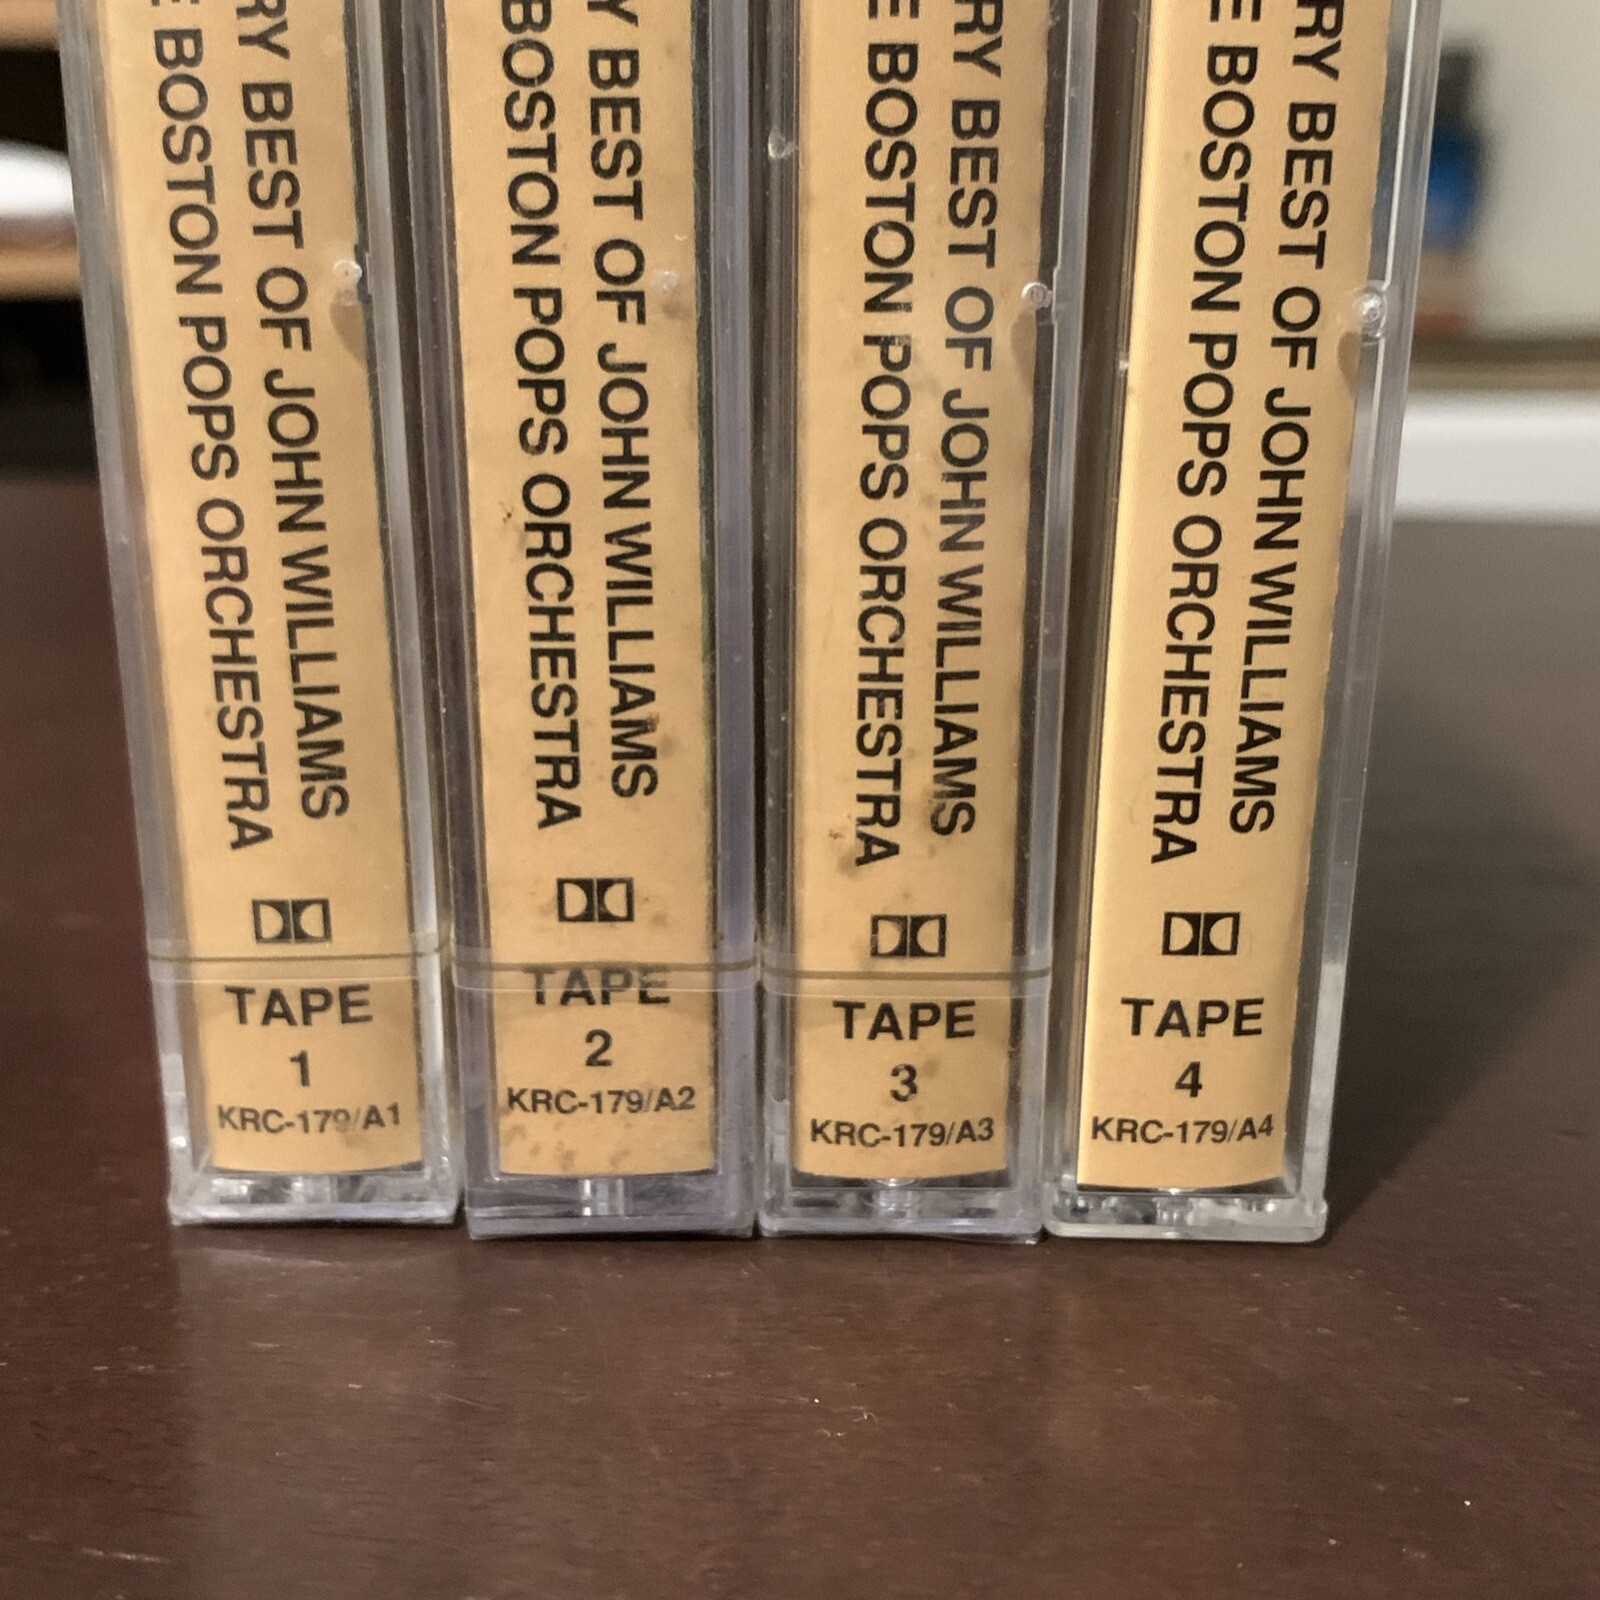 RY BEST OF JOHN WILLIAMS
E BOSTON POPS ORCHESTRA
TAPE
1
KRC-179/A1
Y BEST OF JOHN WILLIAMS
BOSTON POPS ORCHESTRA
TAPE
2
KRC-179/A2
RY BEST OF JOHN WILLIAMS
E BOSTON POPS ORCHESTRA
TAPE
3
KRC-179/A3
RY BEST OF JOHN WILLIAMS
E BOSTON POPS ORCHESTRA
TAPE
4
KRC-179/A4